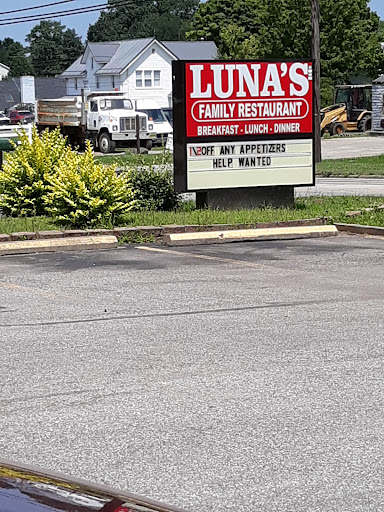 LUNA'S
FAMILY RESTAURANT
BREAKFAST - LUNCH - DINNER
1/2 OFF ANY APPETIZERS
HELP WANTED